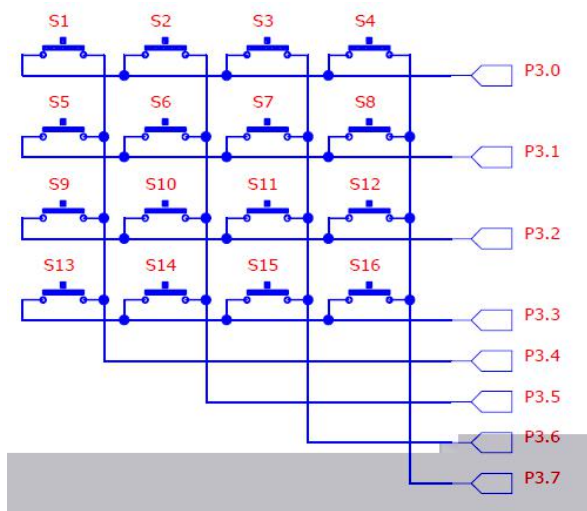 S1 S2 S3 S4
P3.0
S5 S6 S7 S8
P3.1
S9 S10 S11 S12
P3.2
S13 S14 S15 S16
P3.3
P3.4
P3.5
P3.6
P3.7